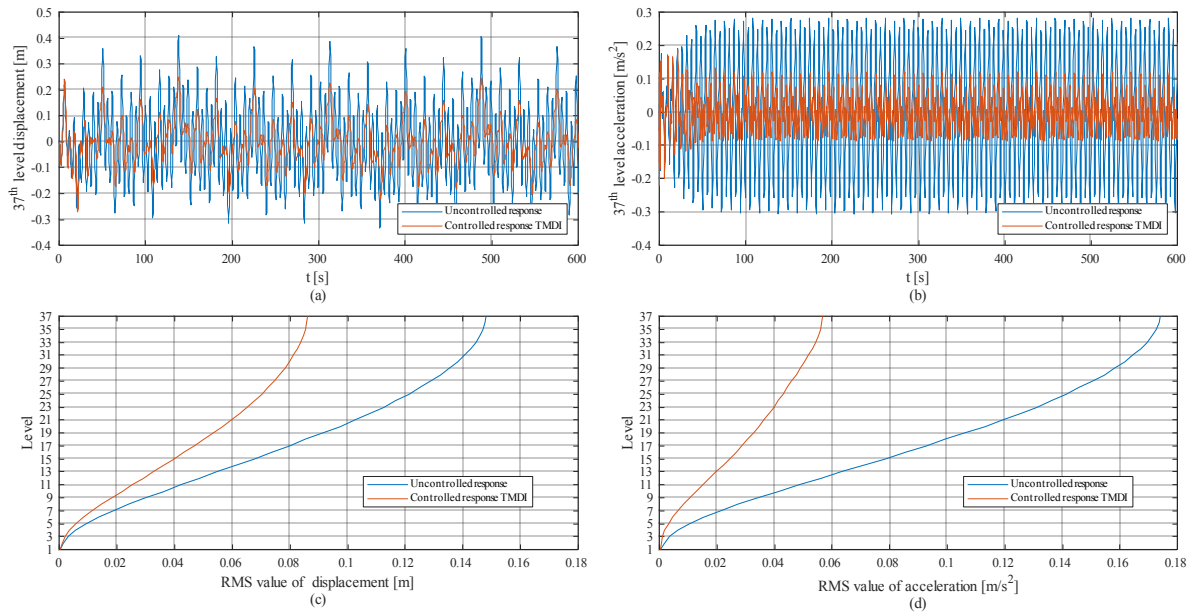 0.5
0.4
0.3
0.2
0.1
0
-0.1
-0.2
-0.3
-0.4
37th level displacement [m]
Uncontrolled response
Controlled response TMDI
0 100 200 300 400 500 600
t [s]
(a)
0.3
0.2
0.1
0
-0.1
-0.2
-0.3
-0.4
37th level acceleration [m/s2]
Uncontrolled response
Controlled response TMDI
0 100 200 300 400 500 600
t [s]
(b)
37
35
33
31
29
27
25
23
21
19
17
15
13
11
9
7
5
3
1
Level
Uncontrolled response
Controlled response TMDI
0 0.02 0.04 0.06 0.08 0.1 0.12 0.14 0.16 0.18
RMS value of displacement [m]
(c)
37
35
33
31
29
27
25
23
21
19
17
15
13
11
9
7
5
3
1
Level
Uncontrolled response
Controlled response TMDI
0 0.02 0.04 0.06 0.08 0.1 0.12 0.14 0.16 0.18
RMS value of acceleration [m/s2]
(d)